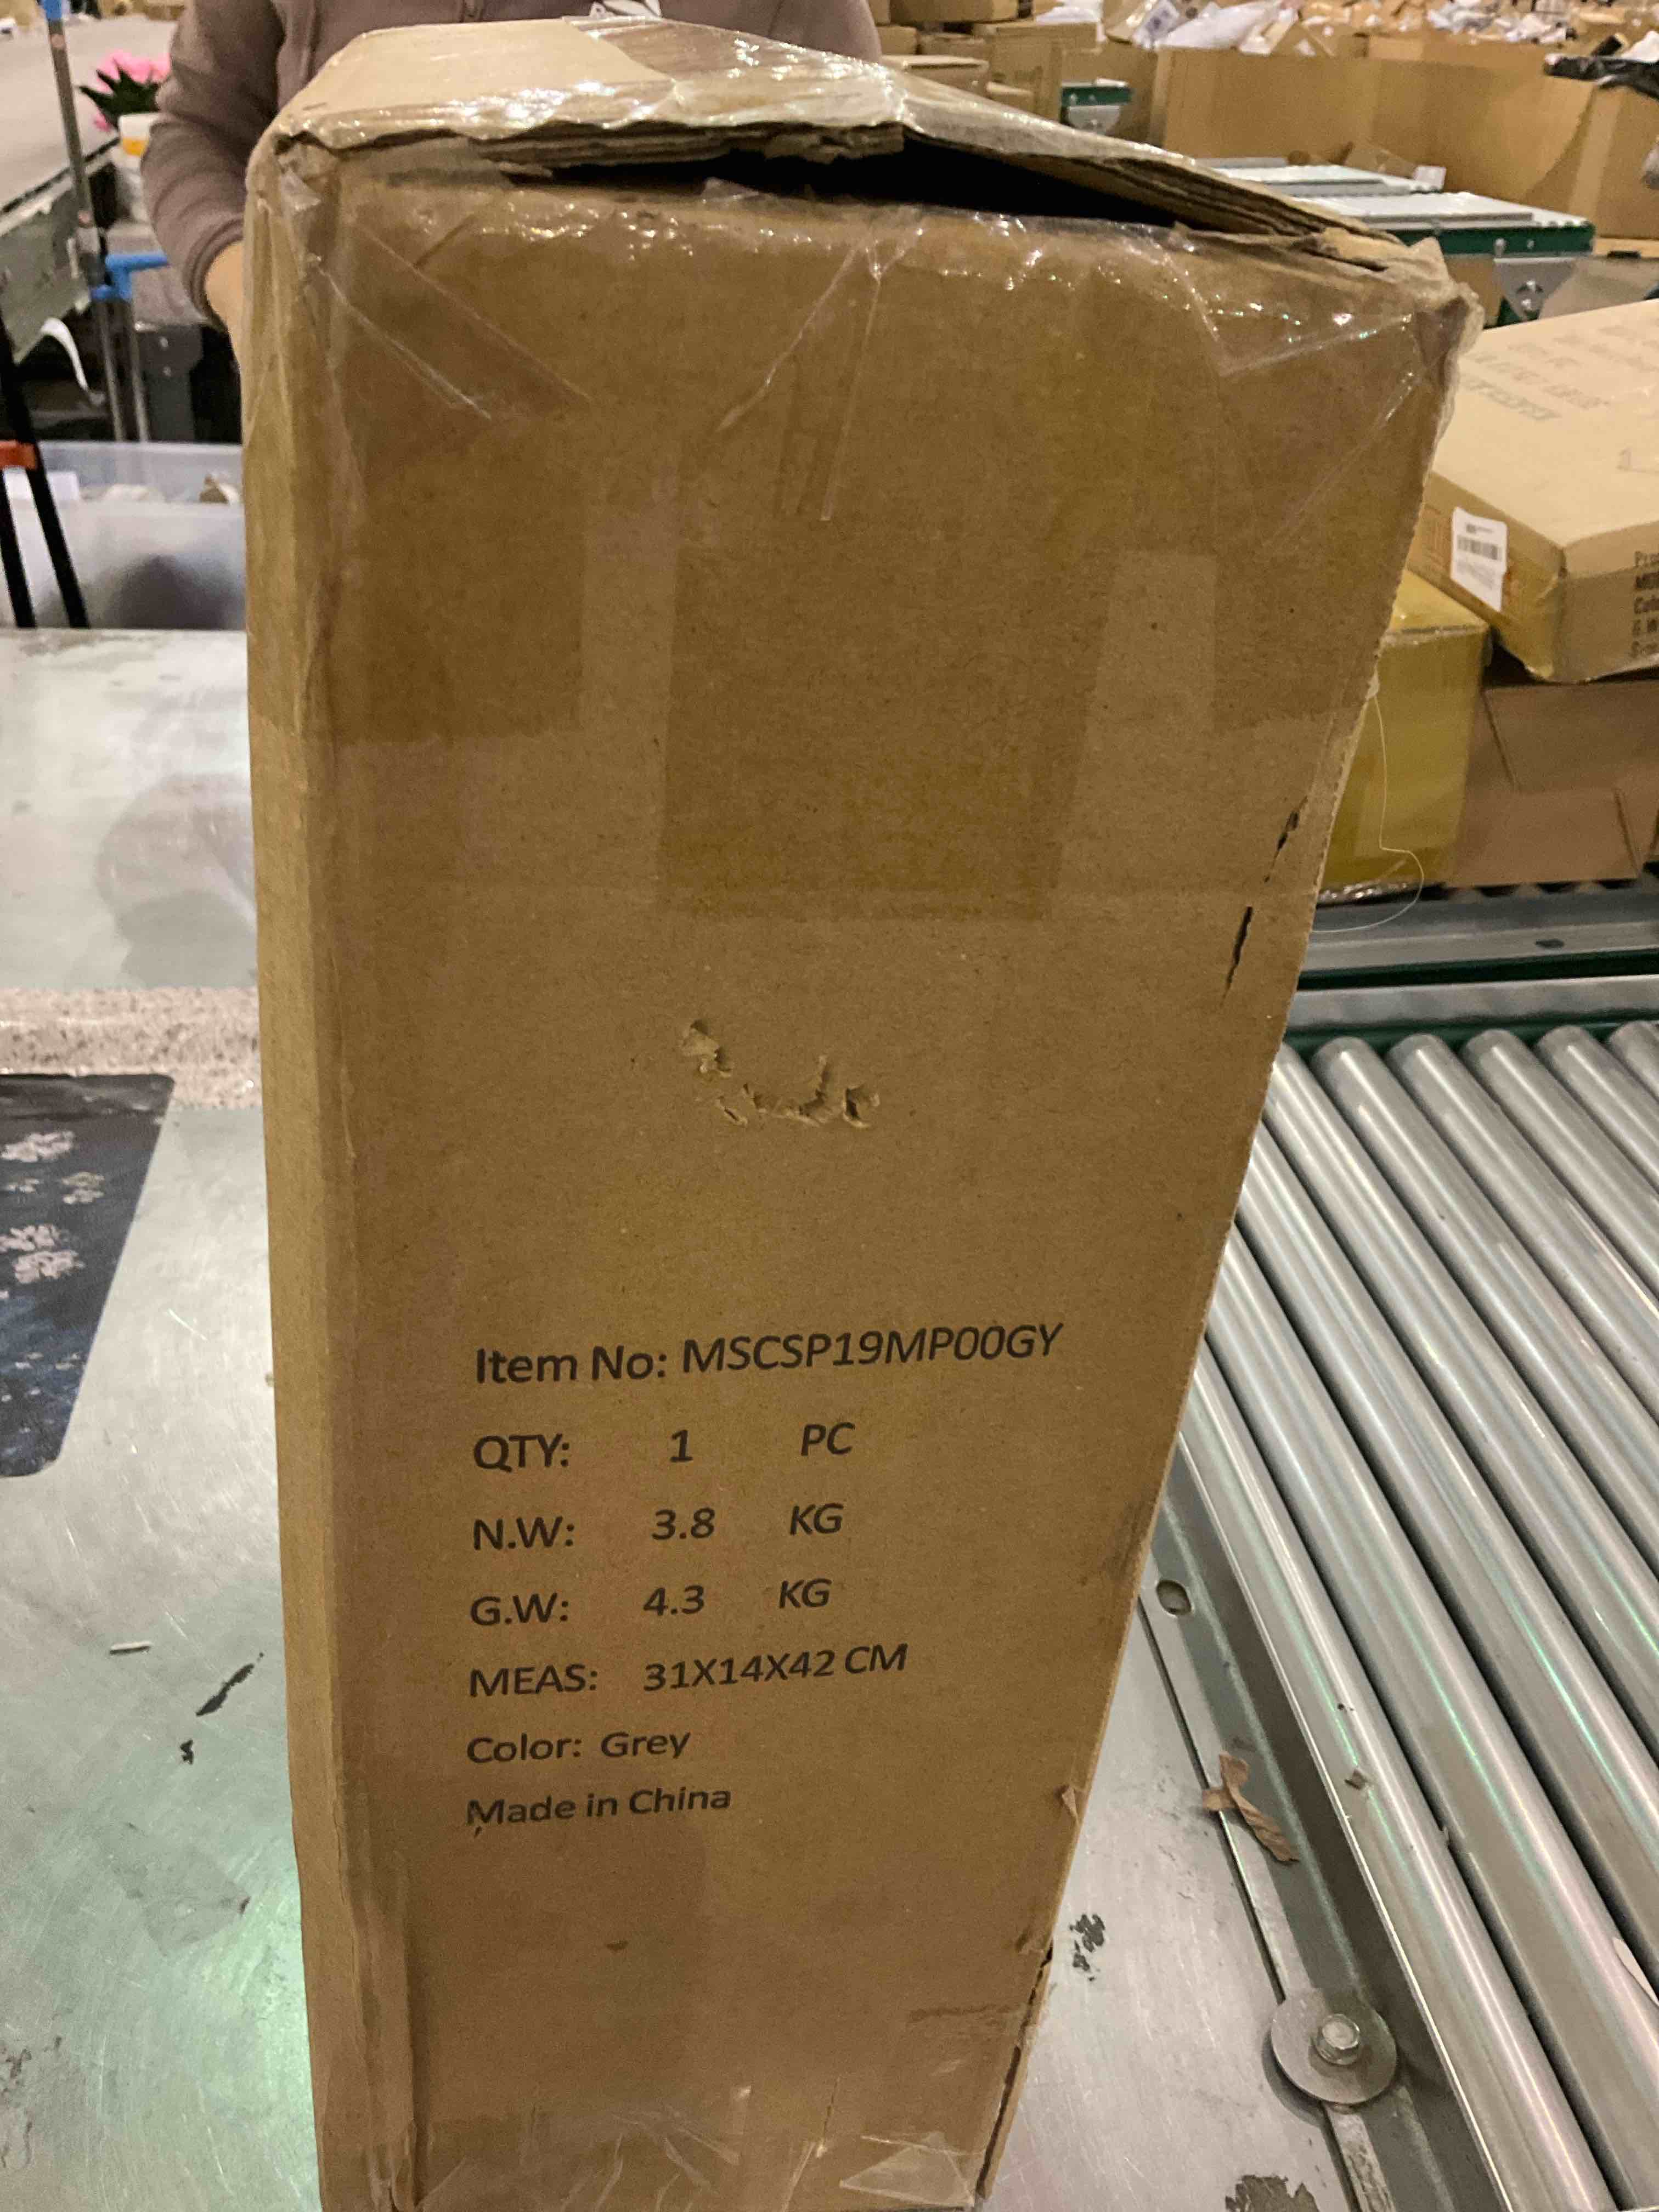 Item No: MSCSP19MP00GY
QTY: 1 PC
N.W: 3.8 KG
G.W: 4.3 KG
MEAS: 31X14X42 CM
Color: Grey
Made in China